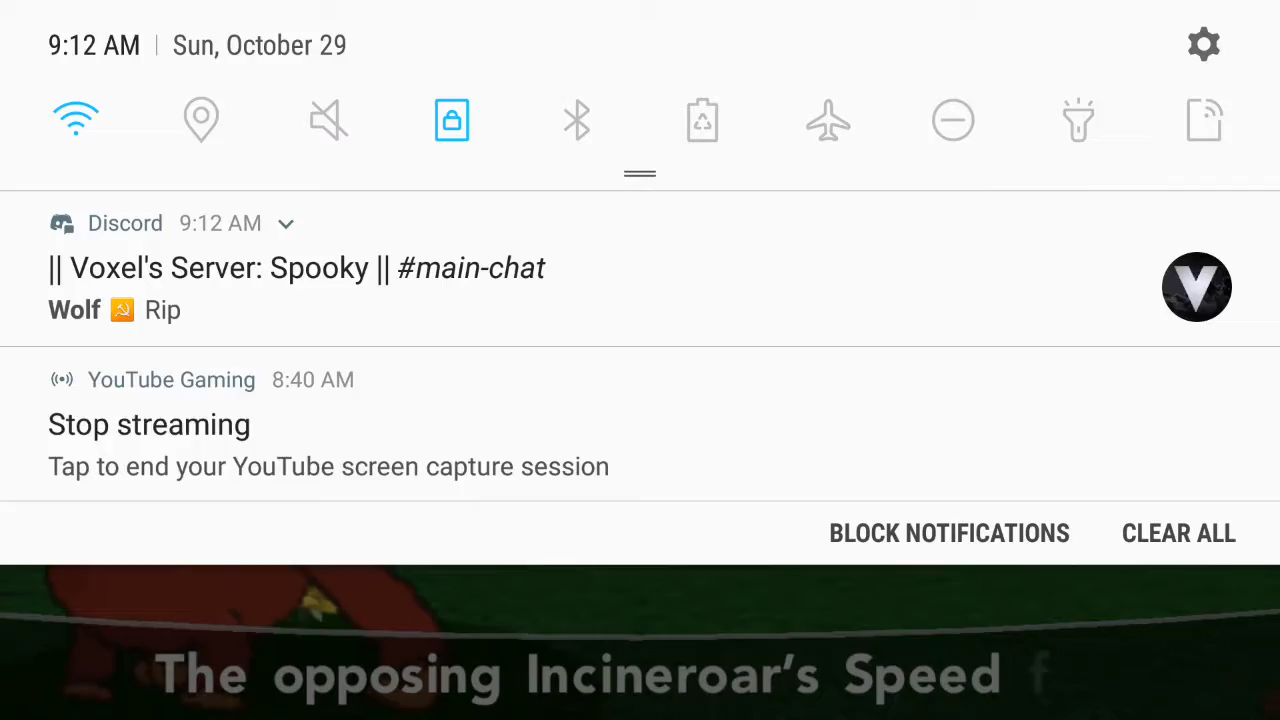 9:12 AM | Sun, October 29
Discord 9:12 AM
|| Voxel's Server: Spooky || #main-chat
Wolf Rip
V
YouTube Gaming 8:40 AM
Stop streaming
Tap to end your YouTube screen capture session
BLOCK NOTIFICATIONS CLEAR ALL
The opposing Incineroar's Speed f